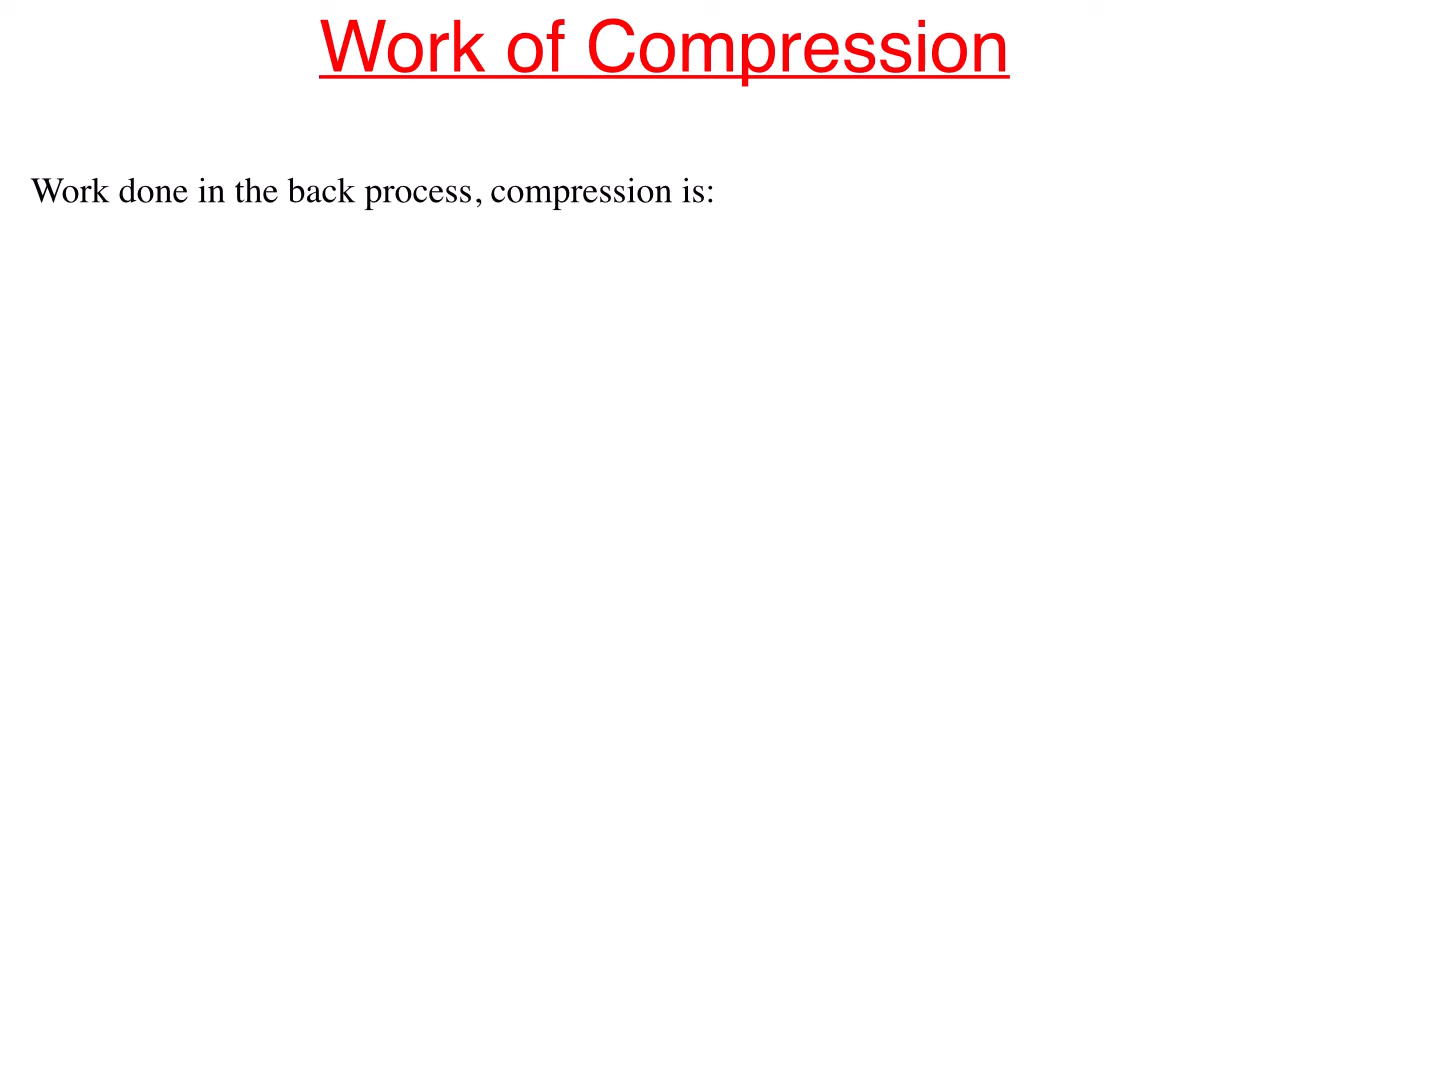 Work of Compression
Work done in the back process, compression is: